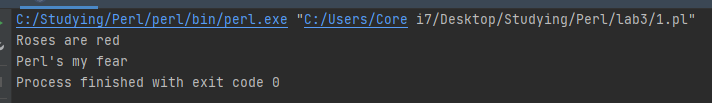 C:/Studying/Perl/perl/bin/perl.exe "C:/Users/Core i7/Desktop/Studying/Perl/lab3/1.pl"
Roses are red
Perl's my fear
Process finished with exit code 0